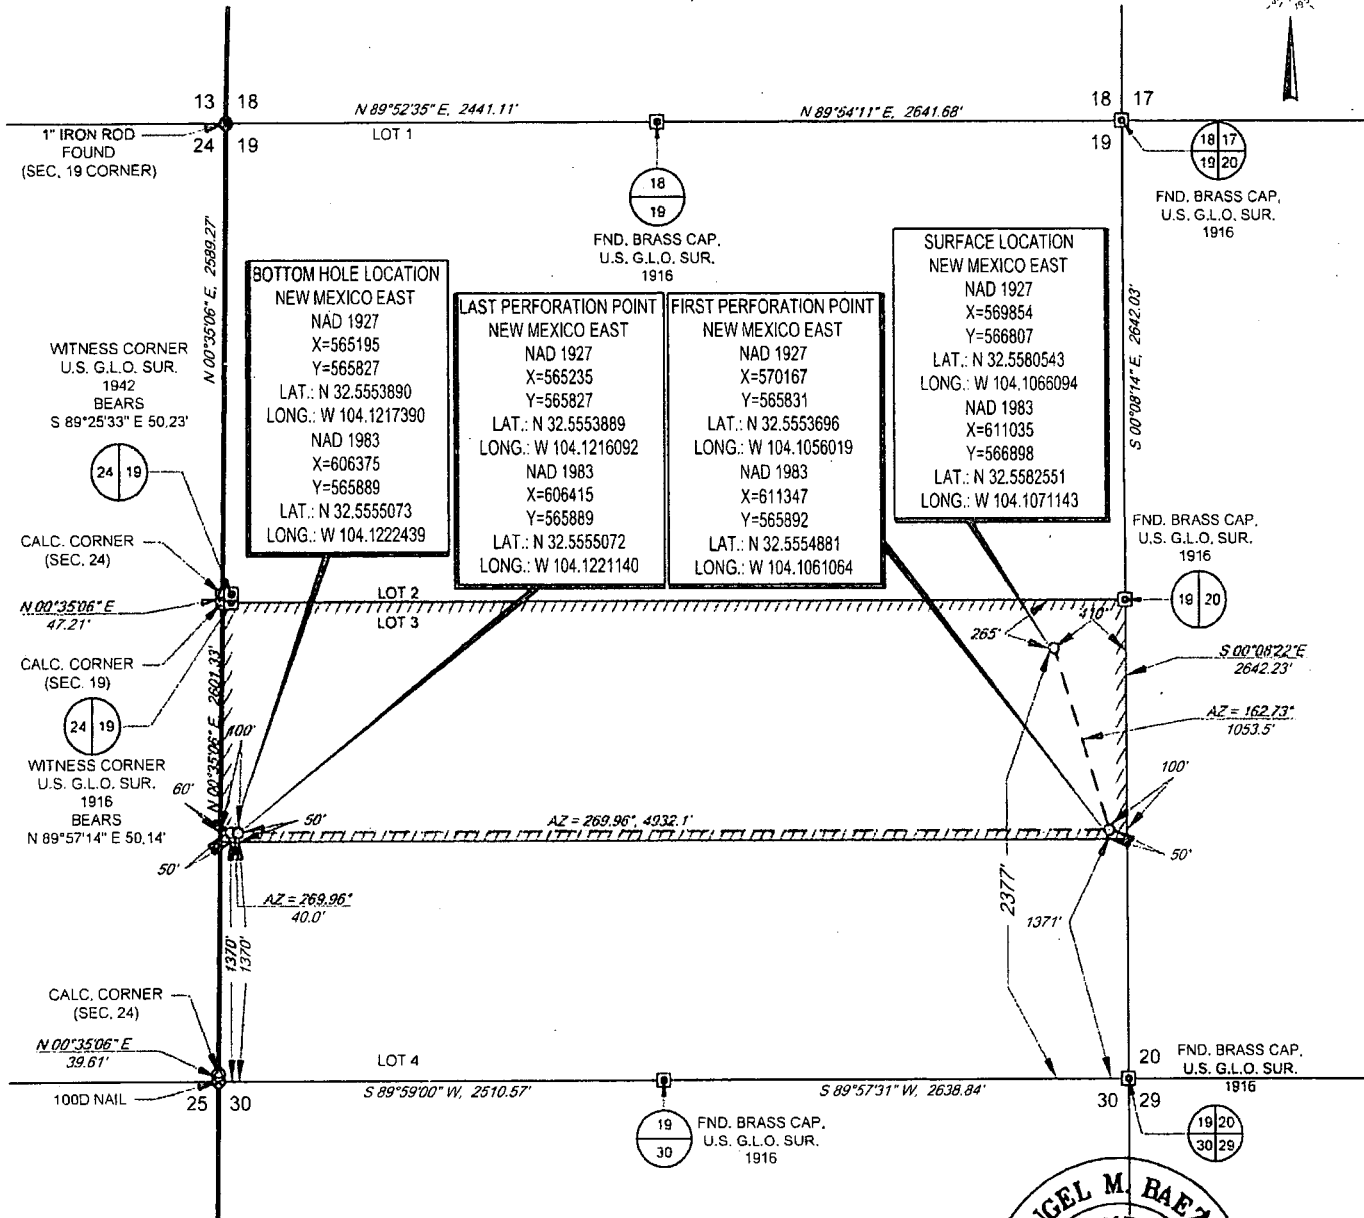 13 18
24 19
1" IRON ROD
FOUND
(SEC. 19 CORNER)
N 89°52'35" E, 2441.11'
LOT 1
N 89°54'11" E, 2641.68'
18 17
19
18 17
19 20
FND. BRASS CAP,
U.S. G.L.O. SUR.
1916
18
19
FND. BRASS CAP,
U.S. G.L.O. SUR.
1916
N 00°35'06" E, 2589.27'
S 00°08'14" E, 2642.03'
BOTTOM HOLE LOCATION
NEW MEXICO EAST
NAD 1927
X=565195
Y=565827
LAT.: N 32.5553890
LONG.: W 104.1217390
NAD 1983
X=606375
Y=565889
LAT.: N 32.5555073
LONG.: W 104.1222439
LAST PERFORATION POINT
NEW MEXICO EAST
NAD 1927
X=565235
Y=565827
LAT.: N 32.5553889
LONG.: W 104.1216092
NAD 1983
X=606415
Y=565889
LAT.: N 32.5555072
LONG.: W 104.1221140
FIRST PERFORATION POINT
NEW MEXICO EAST
NAD 1927
X=570167
Y=565831
LAT.: N 32.5553696
LONG.: W 104.1056019
NAD 1983
X=611347
Y=565892
LAT.: N 32.5554881
LONG.: W 104.1061064
SURFACE LOCATION
NEW MEXICO EAST
NAD 1927
X=569854
Y=566807
LAT.: N 32.5580543
LONG.: W 104.1066094
NAD 1983
X=611035
Y=566898
LAT.: N 32.5582551
LONG.: W 104.1071143
WITNESS CORNER
U.S. G.L.O. SUR.
1942
BEARS
S 89°25'33" E 50.23'
24 19
CALC. CORNER
(SEC. 24)
N 00°35'06" E
47.21'
CALC. CORNER
(SEC. 19)
24 19
WITNESS CORNER
U.S. G.L.O. SUR.
1916
BEARS
N 89°57'14" E 50.14'
LOT 2
LOT 3
FND. BRASS CAP,
U.S. G.L.O. SUR.
1916
19 20
265'
410'
S 00°08'22" E
2642.23'
AZ = 162.73°
1053.5'
N 00°35'06" E, 2601.33'
400'
60'
50'
50'
AZ = 269.96°, 4932.1'
100'
50'
AZ = 269.96°
40.0'
1370'
1370'
2377'
1371'
CALC. CORNER
(SEC. 24)
N 00°35'06" E
39.61'
100D NAIL
25 30
LOT 4
S 89°59'00" W, 2510.57'
S 89°57'31" W, 2638.84'
19
30
FND. BRASS CAP,
U.S. G.L.O. SUR.
1916
20
30 29
FND. BRASS CAP,
U.S. G.L.O. SUR.
1916
19 20
30 29
M. BAEZ